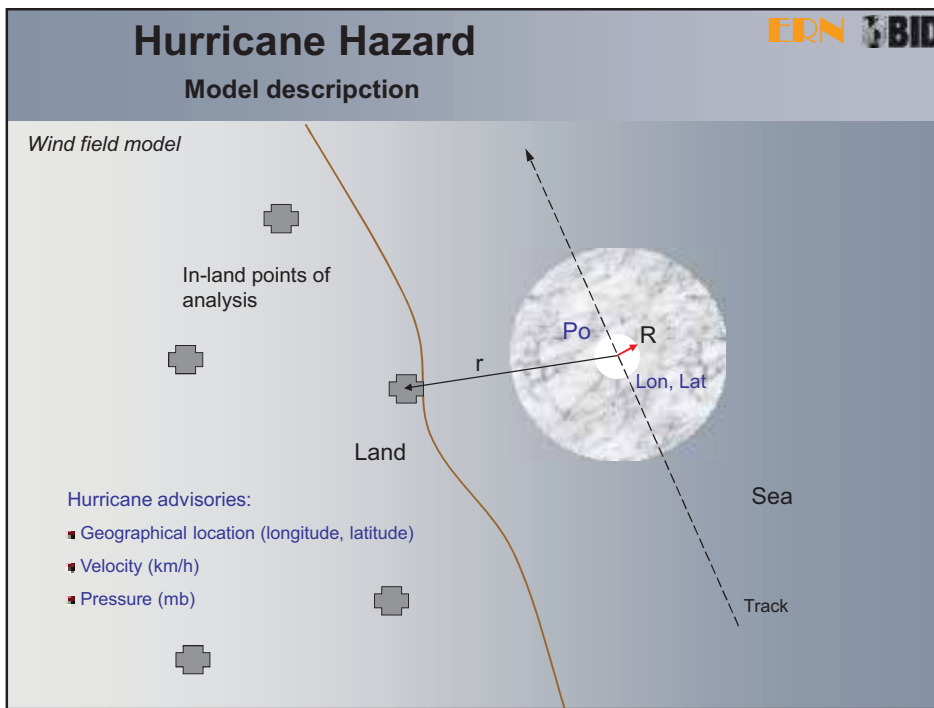 Hurricane Hazard
ERN BID
Model descripction
Wind field model
In-land points of
analysis
Po
R
r
Lon, Lat
Land
Hurricane advisories:
Geographical location (longitude, latitude)
Velocity (km/h)
Pressure (mb)
Sea
Track